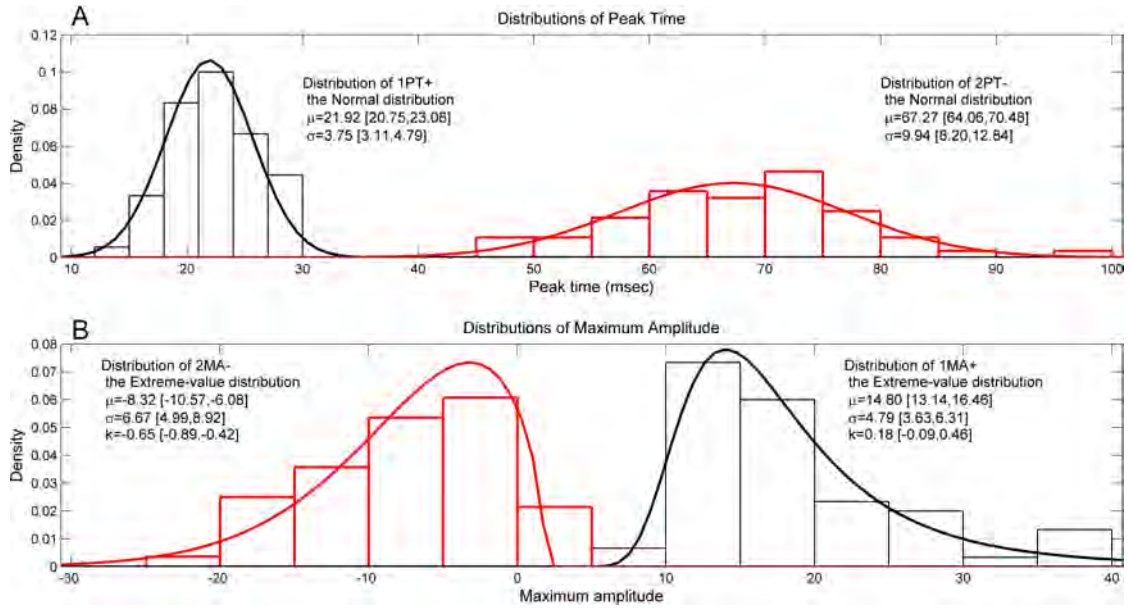 A
Distributions of Peak Time
0.12
0.1
0.08
0.06
0.04
0.02
0
Density
Distribution of 1PT+
the Normal distribution
μ=21.92 [20.75,23.08]
σ=3.75 [3.11,4.79]
Distribution of 2PT-
the Normal distribution
μ=67.27 [64.06,70.48]
σ=9.94 [8.20,12.64]
10 20 30 40 50 60 70 80 90 100
Peak time (msec)
B
Distributions of Maximum Amplitude
0.08
0.07
0.06
0.05
0.04
0.03
0.02
0.01
0
Density
Distribution of 2MA-
the Extreme-value distribution
μ=-8.32 [-10.57,-6.08]
σ=6.67 [4.99,8.92]
k=-0.65 [-0.89,-0.42]
Distribution of 1MA+
the Extreme-value distribution
μ=14.80 [13.14,16.46]
σ=4.79 [3.63,6.31]
k=0.18 [-0.09,0.46]
-30 -20 -10 0 10 20 30 40
Maximum amplitude